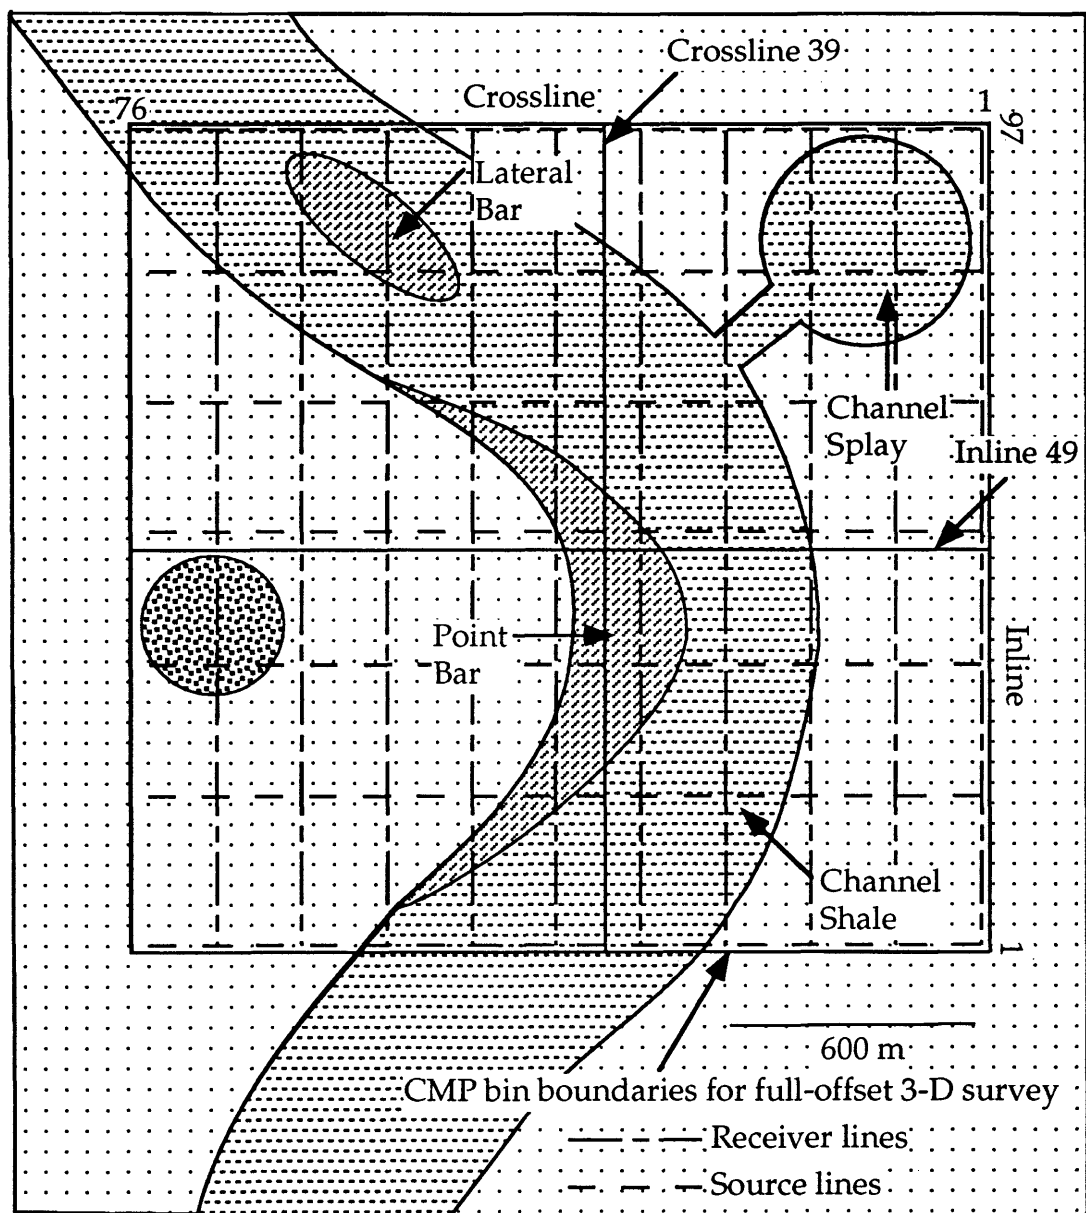 Crossline 39
76
Crossline
1
97
Lateral
Bar
Channel
Splay
Inline 49
Point
Bar
Inline
Channel
Shale
1
600 m
CMP bin boundaries for full-offset 3-D survey
Receiver lines
Source lines